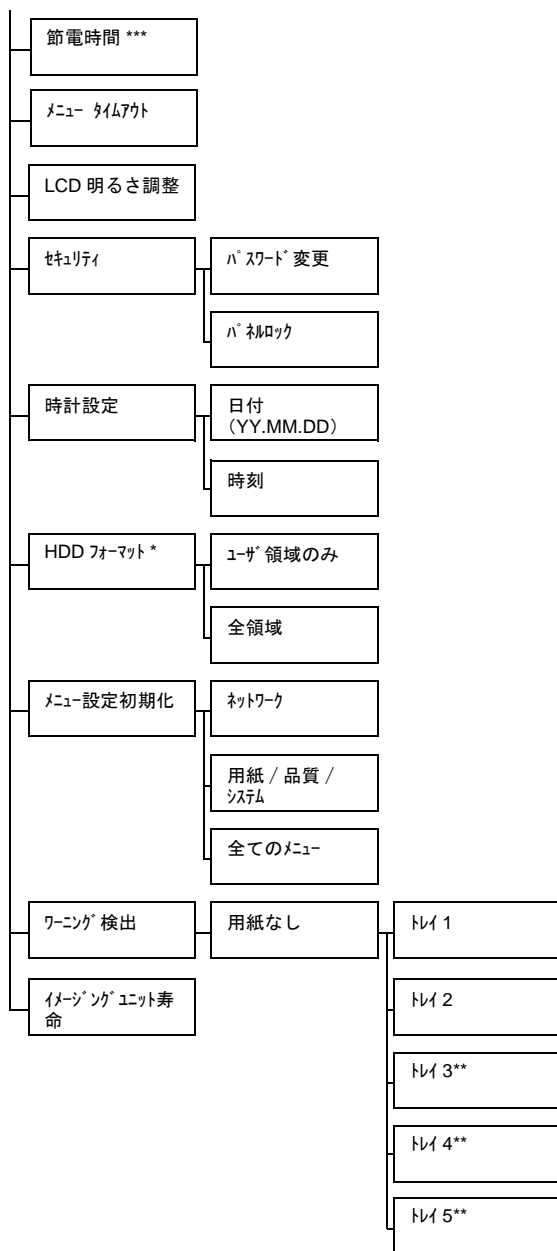 節電時間 ***
ﾒﾆｭｰ ﾀｲﾑｱｳﾄ
LCD 明るさ調整
ｾｷｭﾘﾃｨ
ﾊﾟｽﾜｰﾄﾞ変更
ﾊﾟﾈﾙﾛｯｸ
時計設定
日付
（YY.MM.DD）
時刻
HDD ﾌｫｰﾏｯﾄ *
ﾕｰｻﾞ領域のみ
全領域
ﾒﾆｭｰ設定初期化
ﾈｯﾄﾜｰｸ
用紙 / 品質 /
ｼｽﾃﾑ
全てのﾒﾆｭｰ
ﾜｰﾆﾝｸﾞ検出
用紙なし
ﾄﾚｲ 1
ﾄﾚｲ 2
ﾄﾚｲ 3**
ﾄﾚｲ 4**
ﾄﾚｲ 5**
ｲﾒｰｼﾞﾝｸﾞﾕﾆｯﾄ寿
命